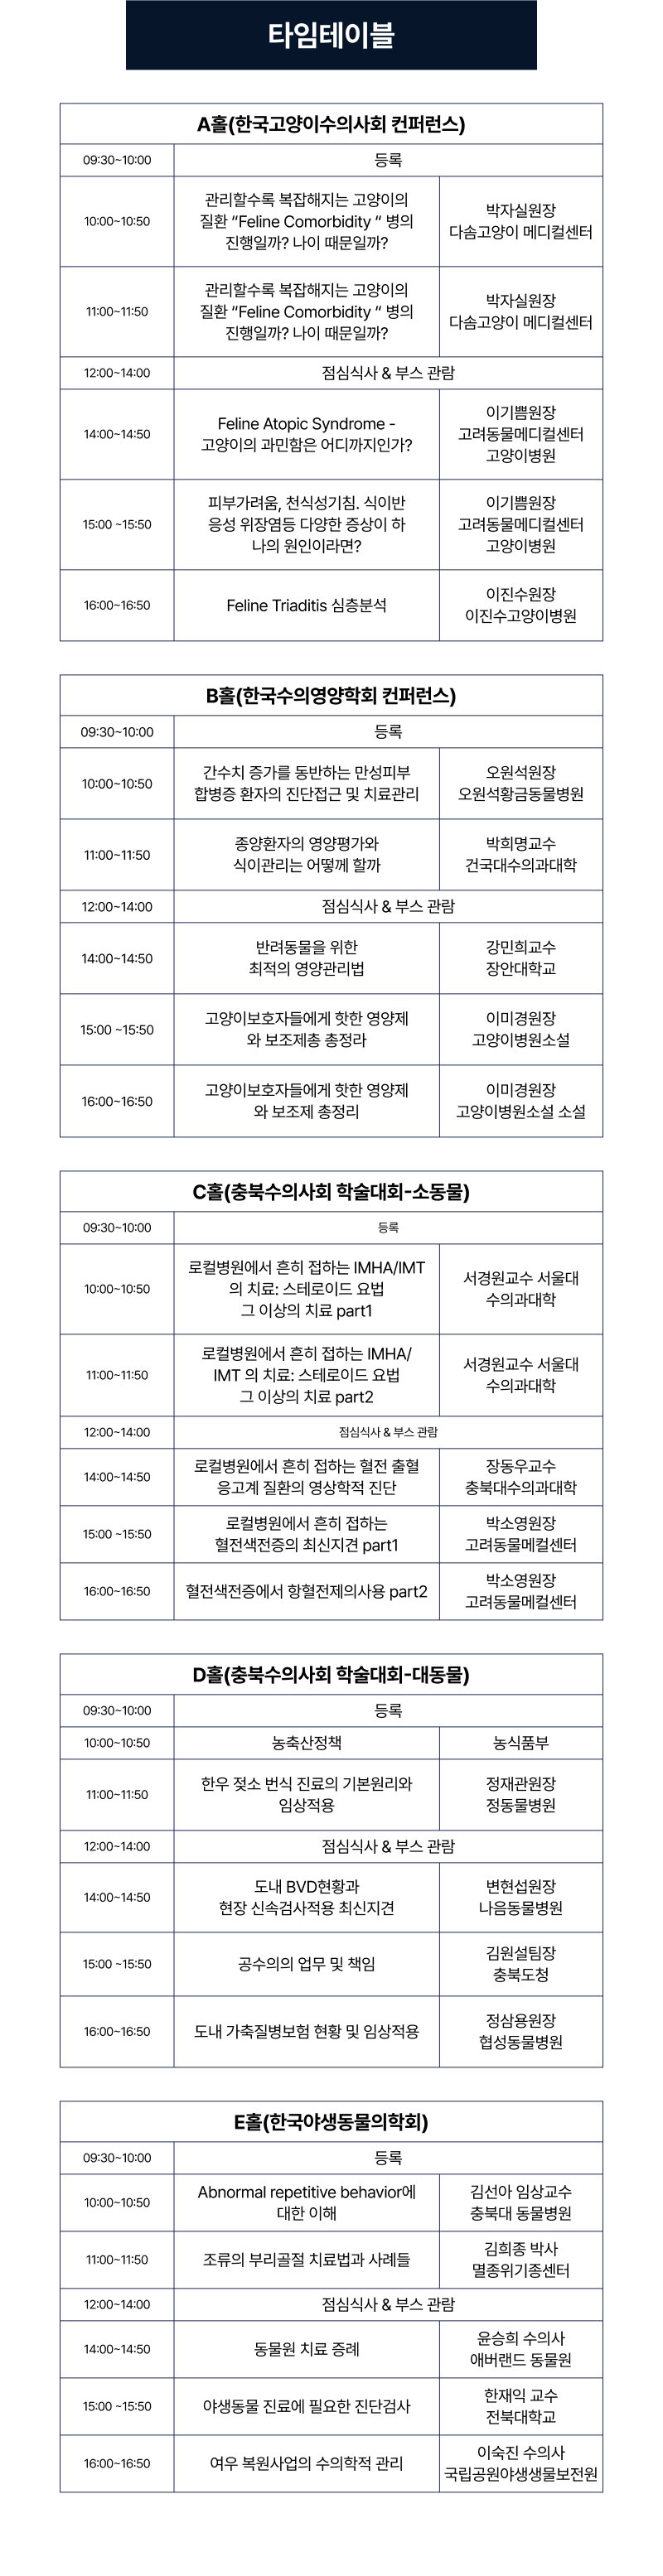 타임테이블
A홀(한국고양이수의사회 컨퍼런스)
09:30~10:00 등록
10:00~10:50
관리할수록 복잡해지는 고양이의
질환 “Feline Comorbidity “ 병의
진행일까? 나이 때문일까?
박자실원장
다솜고양이 메디컬센터
11:00~11:50
관리할수록 복잡해지는 고양이의
질환 “Feline Comorbidity “ 병의
진행일까? 나이 때문일까?
박자실원장
다솜고양이 메디컬센터
12:00~14:00 점심식사 & 부스 관람
14:00~14:50
Feline Atopic Syndrome -
고양이의 과민함은 어디까지인가?
이기쁨원장
고려동물메디컬센터
고양이병원
15:00 ~15:50
피부가려움, 천식성기침. 식이반
응성 위장염등 다양한 증상이 하
나의 원인이라면?
이기쁨원장
고려동물메디컬센터
고양이병원
16:00~16:50
Feline Triaditis 심층분석
이진수원장
이진수고양이병원
B홀(한국수의영양학회 컨퍼런스)
09:30~10:00 등록
10:00~10:50
간수치 증가를 동반하는 만성피부
합병증 환자의 진단접근 및 치료관리
오원석원장
오원석황금동물병원
11:00~11:50
종양환자의 영양평가와
식이관리는 어떻게 할까
박희명교수
건국대수의과대학
12:00~14:00 점심식사 & 부스 관람
14:00~14:50
반려동물을 위한
최적의 영양관리법
강민희교수
장안대학교
15:00 ~15:50
고양이보호자들에게 핫한 영양제
와 보조제총 총정라
이미경원장
고양이병원소설
16:00~16:50
고양이보호자들에게 핫한 영양제
와 보조제 총정리
이미경원장
고양이병원소설 소설
C홀(충북수의사회 학술대회-소동물)
09:30~10:00 등록
10:00~10:50
로컬병원에서 흔히 접하는 IMHA/IMT
의 치료: 스테로이드 요법
그 이상의 치료 part1
서경원교수 서울대
수의과대학
11:00~11:50
로컬병원에서 흔히 접하는 IMHA/
IMT 의 치료: 스테로이드 요법
그 이상의 치료 part2
서경원교수 서울대
수의과대학
12:00~14:00 점심식사 & 부스 관람
14:00~14:50
로컬병원에서 흔히 접하는 혈전 출혈
응고계 질환의 영상학적 진단
장동우교수
충북대수의과대학
15:00 ~15:50
로컬병원에서 흔히 접하는
혈전색전증의 최신지견 part1
박소영원장
고려동물메컬센터
16:00~16:50
혈전색전증에서 항혈전제의사용 part2
박소영원장
고려동물메컬센터
D홀(충북수의사회 학술대회-대동물)
09:30~10:00 등록
10:00~10:50 농축산정책 농식품부
11:00~11:50
한우 젖소 번식 진료의 기본원리와
임상적용
정재관원장
정동물병원
12:00~14:00 점심식사 & 부스 관람
14:00~14:50
도내 BVD현황과
현장 신속검사적용 최신지견
변현섭원장
나음동물병원
15:00 ~15:50
공수의의 업무 및 책임
김원설팀장
충북도청
16:00~16:50
도내 가축질병보험 현황 및 임상적용
정삼용원장
협성동물병원
E홀(한국야생동물의학회)
09:30~10:00 등록
10:00~10:50
Abnormal repetitive behavior에
대한 이해
김선아 임상교수
충북대 동물병원
11:00~11:50
조류의 부리골절 치료법과 사례들
김희종 박사
멸종위기종센터
12:00~14:00 점심식사 & 부스 관람
14:00~14:50
동물원 치료 증례
윤승희 수의사
애버랜드 동물원
15:00 ~15:50
야생동물 진료에 필요한 진단검사
한재익 교수
전북대학교
16:00~16:50
여우 복원사업의 수의학적 관리
이숙진 수의사
국립공원야생생물보전원